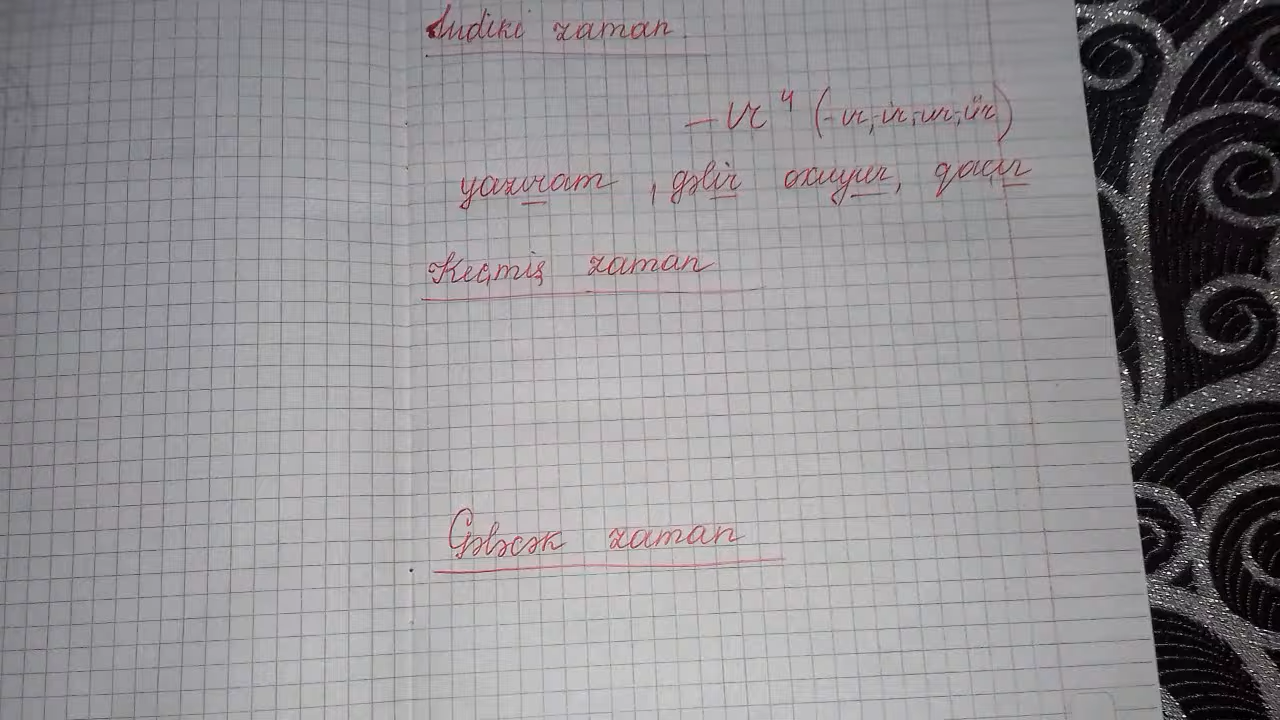 İndiki zaman
-ır⁴ (-ır,-ir,-ur,-ür)
yazıram, gəlir oxuyur, qaçır
Keçmiş zaman
Gələcək zaman